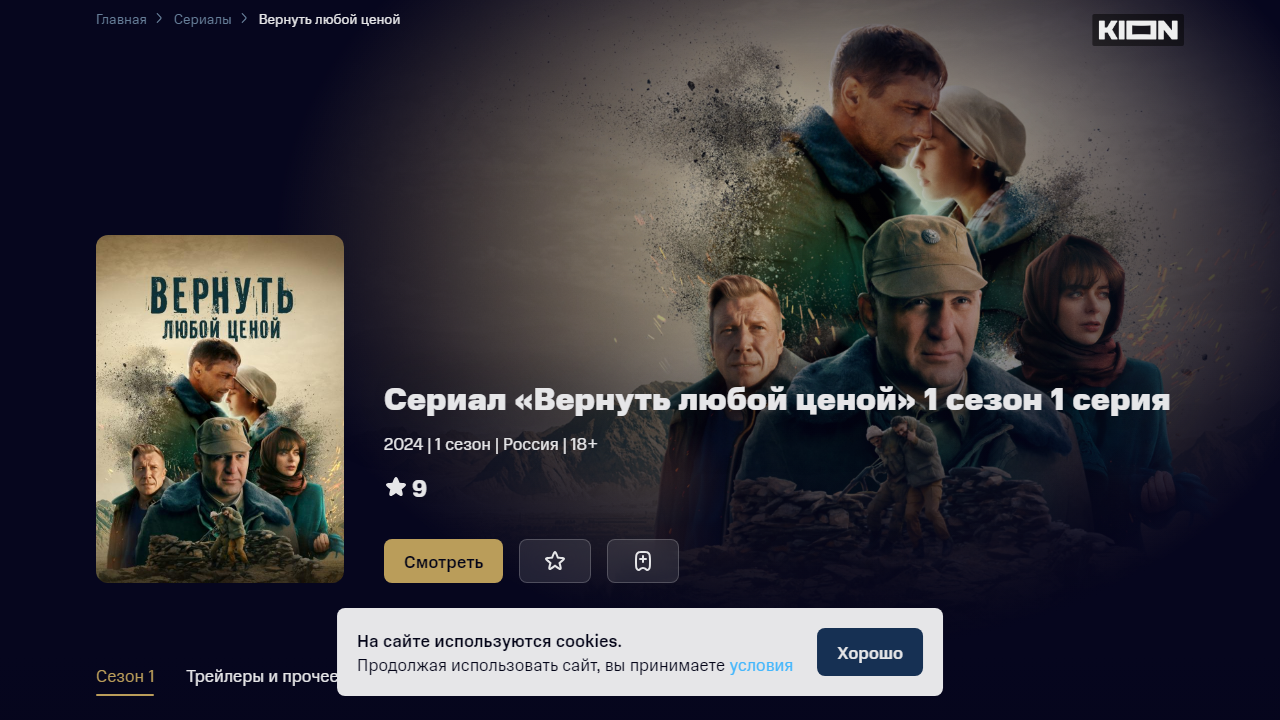 Главная
Сериалы
Вернуть любой ценой
KION
ВЕРНУТЬ
ЛЮБОЙ ЦЕНОЙ
Сериал «Вернуть любой ценой» 1 сезон 1 серия
2024 | 1 сезон | Россия | 18+
9
Смотреть
На сайте используются cookies.
Продолжая использовать сайт, вы принимаете условия
Хорошо
Сезон 1
Трейлеры и прочее